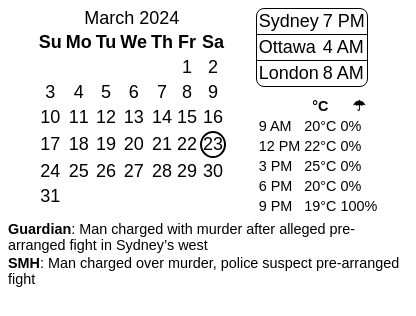 March 2024
Su Mo Tu We Th Fr Sa
1 2
3 4 5 6 7 8 9
10 11 12 13 14 15 16
17 18 19 20 21 22 23
24 25 26 27 28 29 30
31
Sydney 7 PM
Ottawa 4 AM
London 8 AM
°C ☂
9 AM 20°C 0%
12 PM 22°C 0%
3 PM 25°C 0%
6 PM 20°C 0%
9 PM 19°C 100%
Guardian: Man charged with murder after alleged pre-
arranged fight in Sydney’s west
SMH: Man charged over murder, police suspect pre-arranged
fight